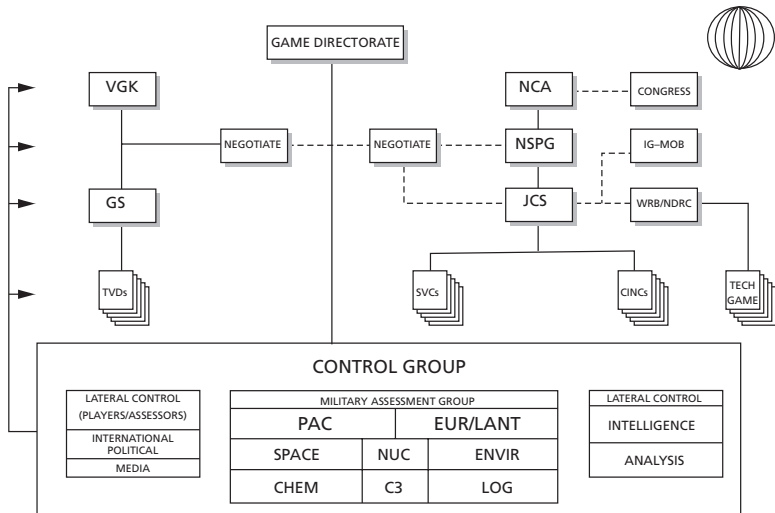 GAME DIRECTORATE
VGK
NCA
CONGRESS
NEGOTIATE
NEGOTIATE
NSPG
IG–MOB
GS
JCS
WRB/NDRC
TVDs
SVCs
CINCs
TECH
GAME
CONTROL GROUP
LATERAL CONTROL
(PLAYERS/ASSESSORS)
INTERNATIONAL
POLITICAL
MEDIA
MILITARY ASSESSMENT GROUP
PAC
EUR/LANT
SPACE
NUC
ENVIR
CHEM
C3
LOG
LATERAL CONTROL
INTELLIGENCE
ANALYSIS